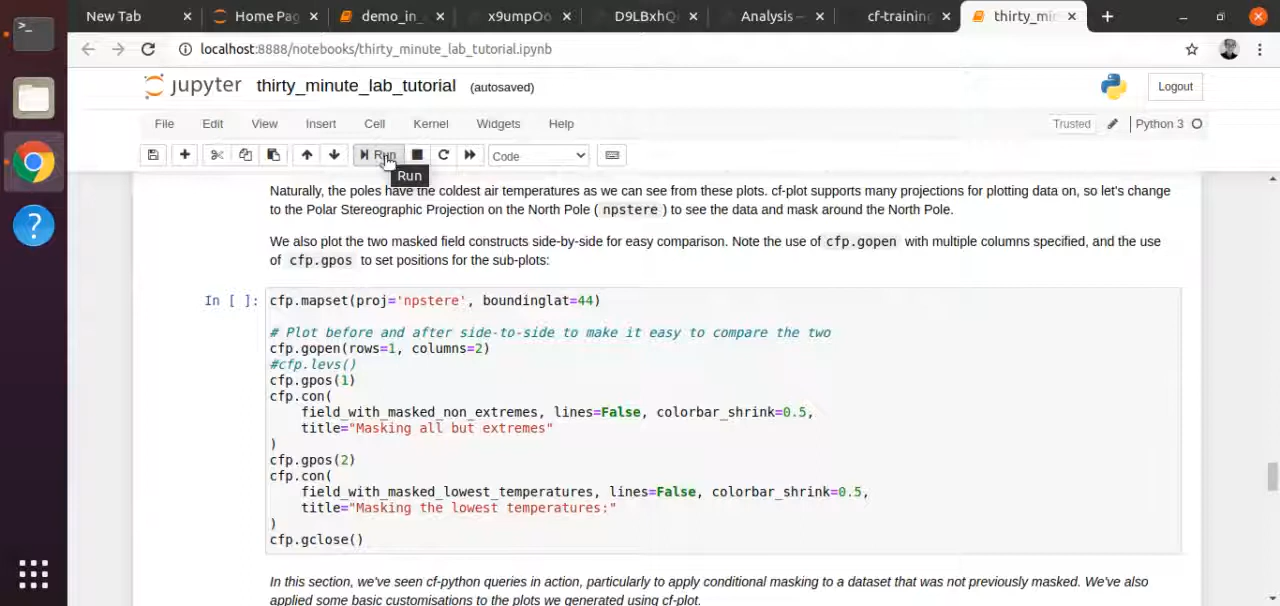 New Tab
Home Pag
demo_in_
x9umpOo
D9LBxhQ
Analysis –
cf-training
thirty_mi
localhost:8888/notebooks/thirty_minute_lab_tutorial.ipynb
jupyter thirty_minute_lab_tutorial (autosaved)
Logout
File Edit View Insert Cell Kernel Widgets Help
Trusted
Python 3
Run
Code
Run
Naturally, the poles have the coldest air temperatures as we can see from these plots. cf-plot supports many projections for plotting data on, so let's change
to the Polar Stereographic Projection on the North Pole ( npstere ) to see the data and mask around the North Pole.
We also plot the two masked field constructs side-by-side for easy comparison. Note the use of cfp.gopen with multiple columns specified, and the use
of cfp.gpos to set positions for the sub-plots:
In [ ]: cfp.mapset(proj='npstere', boundinglat=44)
# Plot before and after side-to-side to make it easy to compare the two
cfp.gopen(rows=1, columns=2)
#cfp.levs()
cfp.gpos(1)
cfp.con(
field_with_masked_non_extremes, lines=False, colorbar_shrink=0.5,
title="Masking all but extremes"
)
cfp.gpos(2)
cfp.con(
field_with_masked_lowest_temperatures, lines=False, colorbar_shrink=0.5,
title="Masking the lowest temperatures:"
)
cfp.gclose()
In this section, we've seen cf-python queries in action, particularly to apply conditional masking to a dataset that was not previously masked. We've also
applied some basic customisations to the plots we generated using cf-plot.